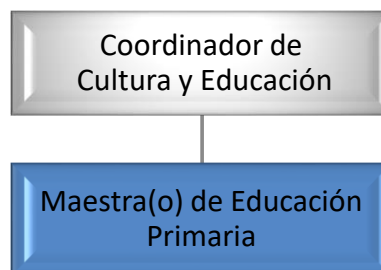 Coordinador de
Cultura y Educación
Maestra(o) de Educación
Primaria